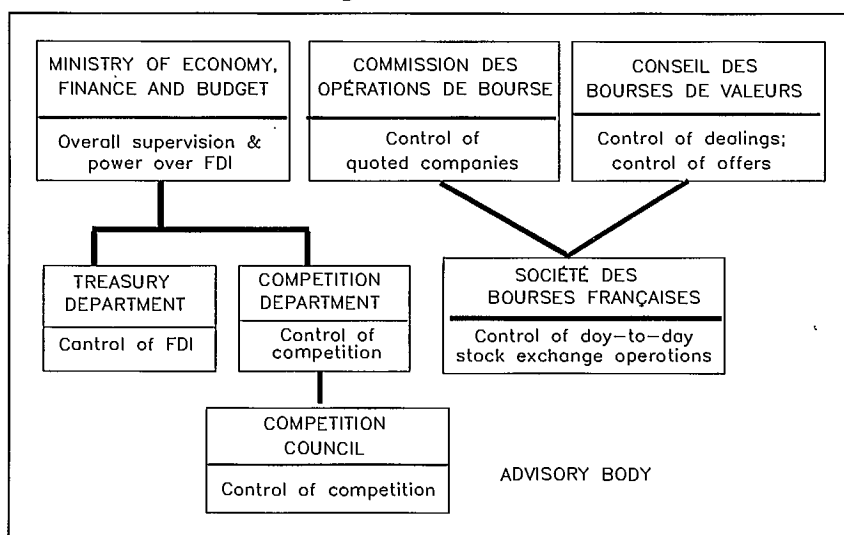 MINISTRY OF ECONOMY,
FINANCE AND BUDGET
Overall supervision &
power over FDI
COMMISSION DES
OPÉRATIONS DE BOURSE
Control of
quoted companies
CONSEIL DES
BOURSES DE VALEURS
Control of dealings;
control of offers
TREASURY
DEPARTMENT
Cantrol of FDI
COMPETITION
DEPARTMENT
Control of
competition
SOCIÉTÉ DES
BOURSES FRANÇAISES
Control of doy-to-day
stock exchange operations
COMPETITION
COUNCIL
Control of competition
ADVISORY BODY